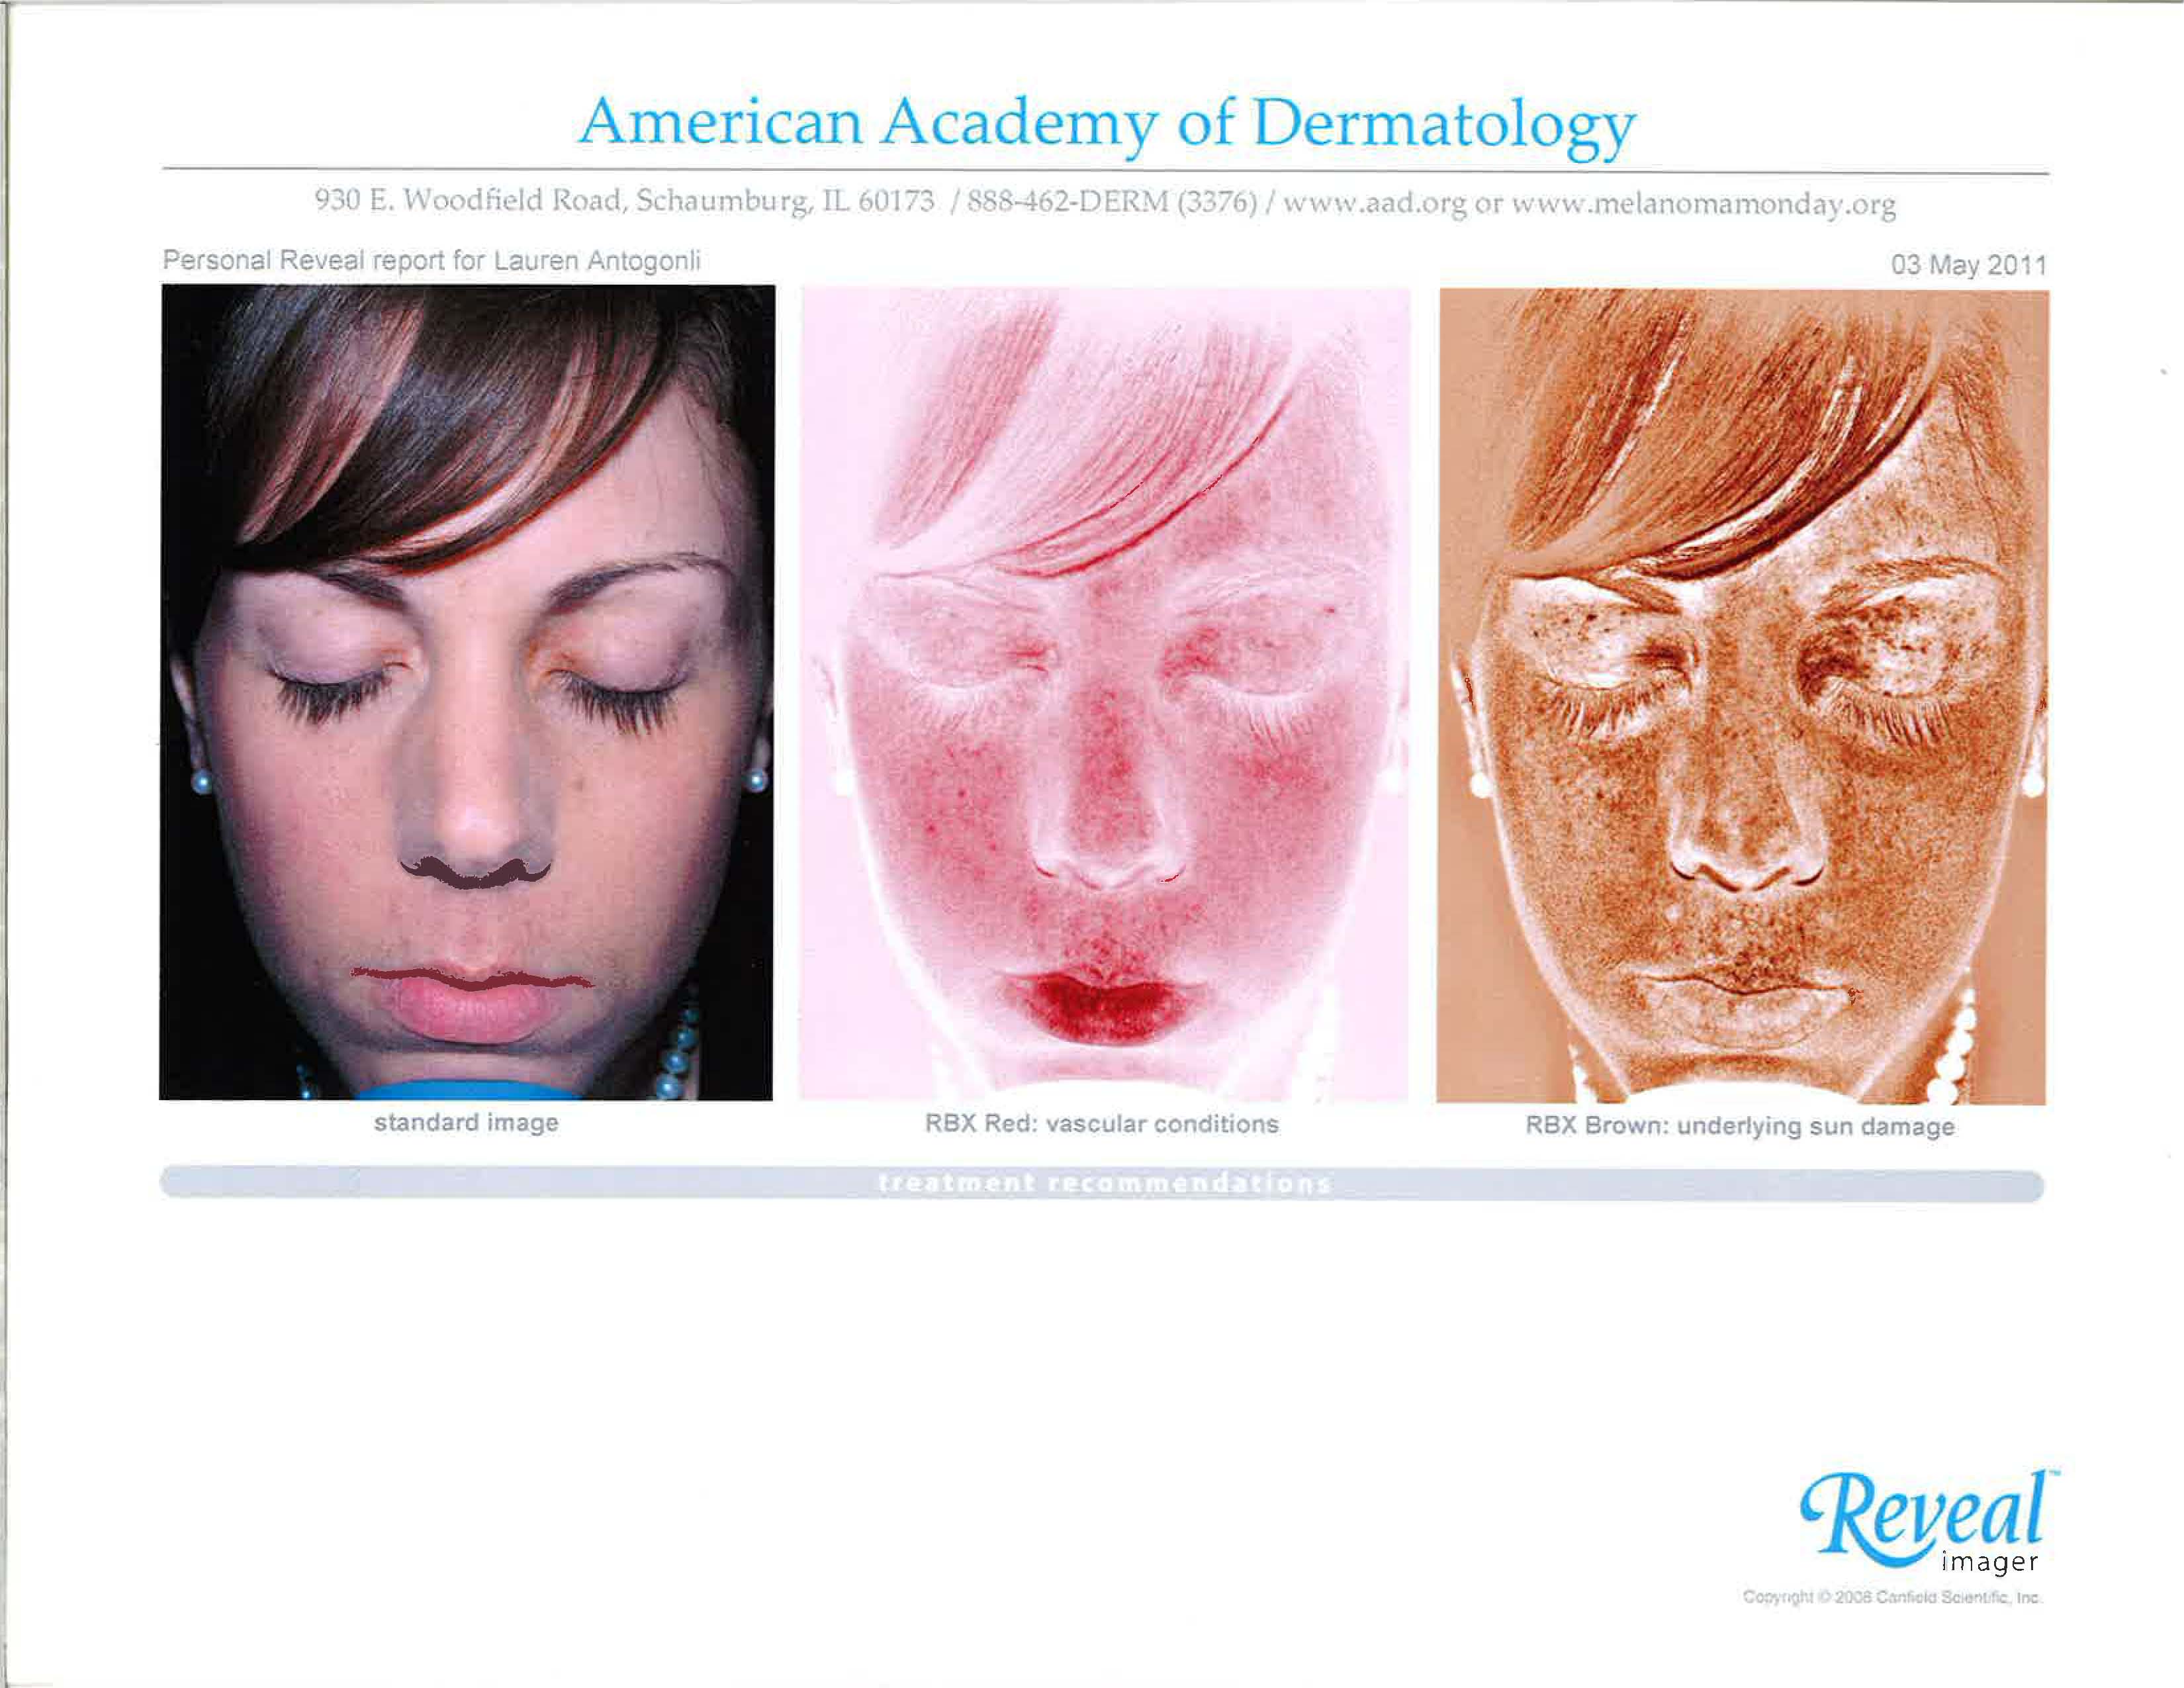 American Academy of Dermatology
930 E. Woodfield Road, Schaumburg, IL 60173 / 888-462-DERM (3376) / www.aad.org or www.melanomamonday.org
Personal Reveal report for Lauren Antogonli
03 May 2011
standard image
RBX Red: vascular conditions
RBX Brown: underlying sun damage
treatment recommendations
Reveal™
imager
Copyright © 2008 Canfield Scientific, Inc.